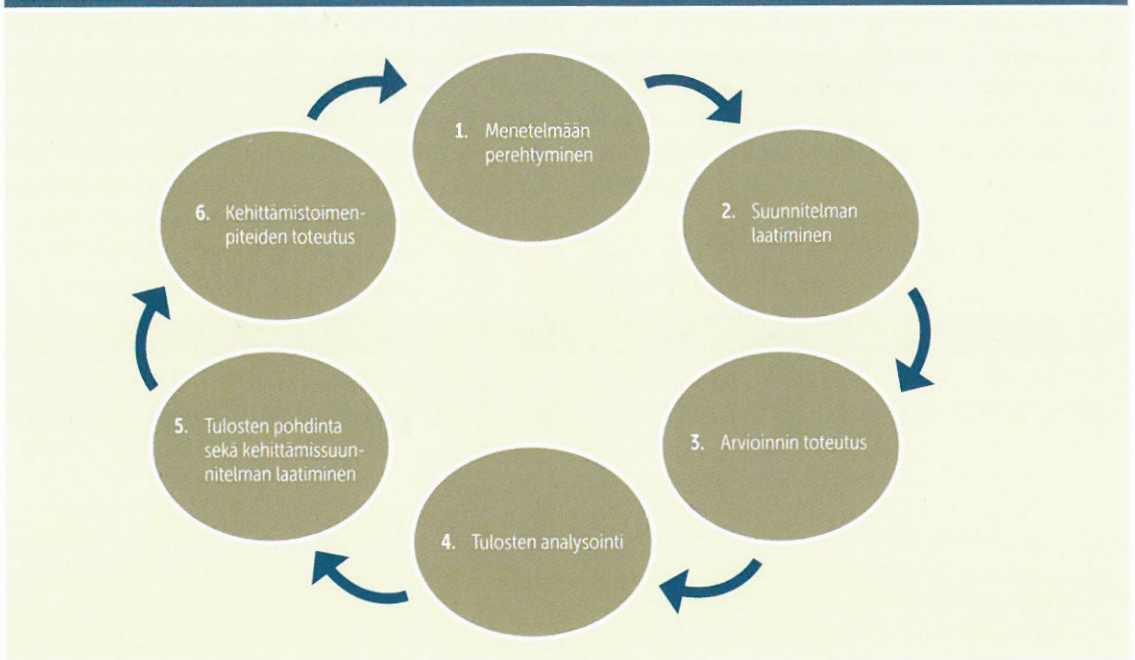 1. Menetelmään
perehtyminen
2. Suunnitelman
laatiminen
3. Arvioinnin toteutus
4. Tulosten analysointi
5. Tulosten pohdinta
sekä kehittämissuun-
nitelman laatiminen
6. Kehittämistoimen-
piteiden toteutus